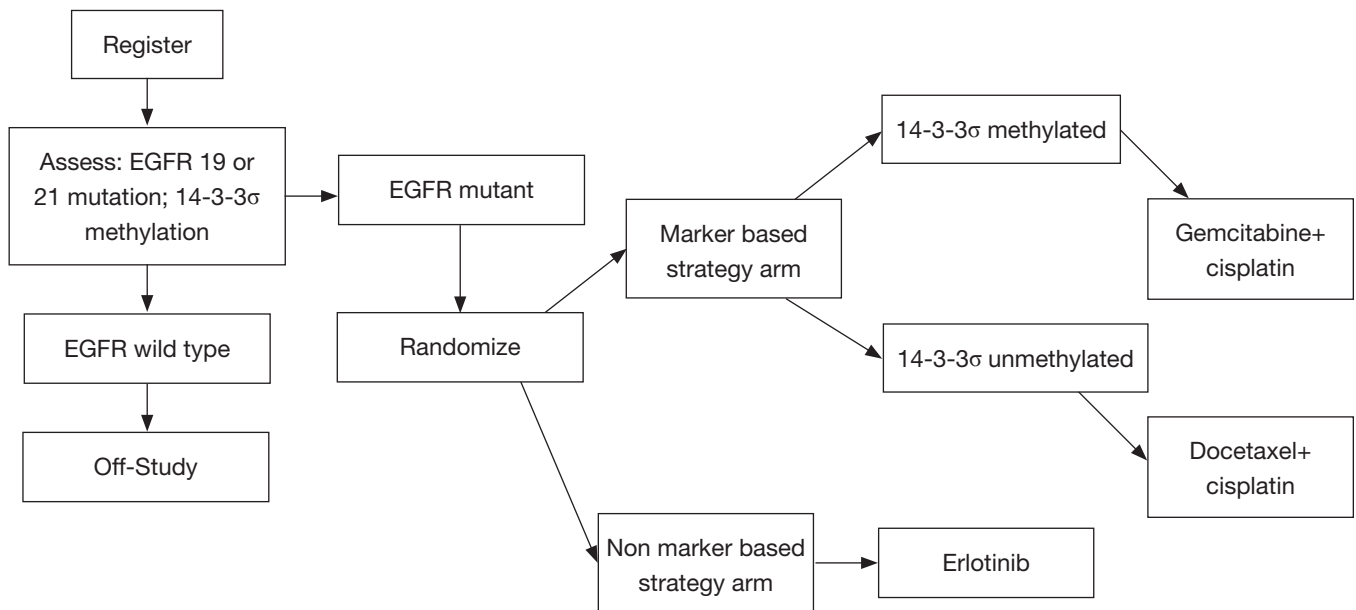 Register
Assess: EGFR 19 or
21 mutation; 14-3-3σ
methylation
EGFR wild type
Off-Study
EGFR mutant
Randomize
Marker based
strategy arm
14-3-3σ methylated
Gemcitabine+
cisplatin
14-3-3σ unmethylated
Docetaxel+
cisplatin
Non marker based
strategy arm
Erlotinib